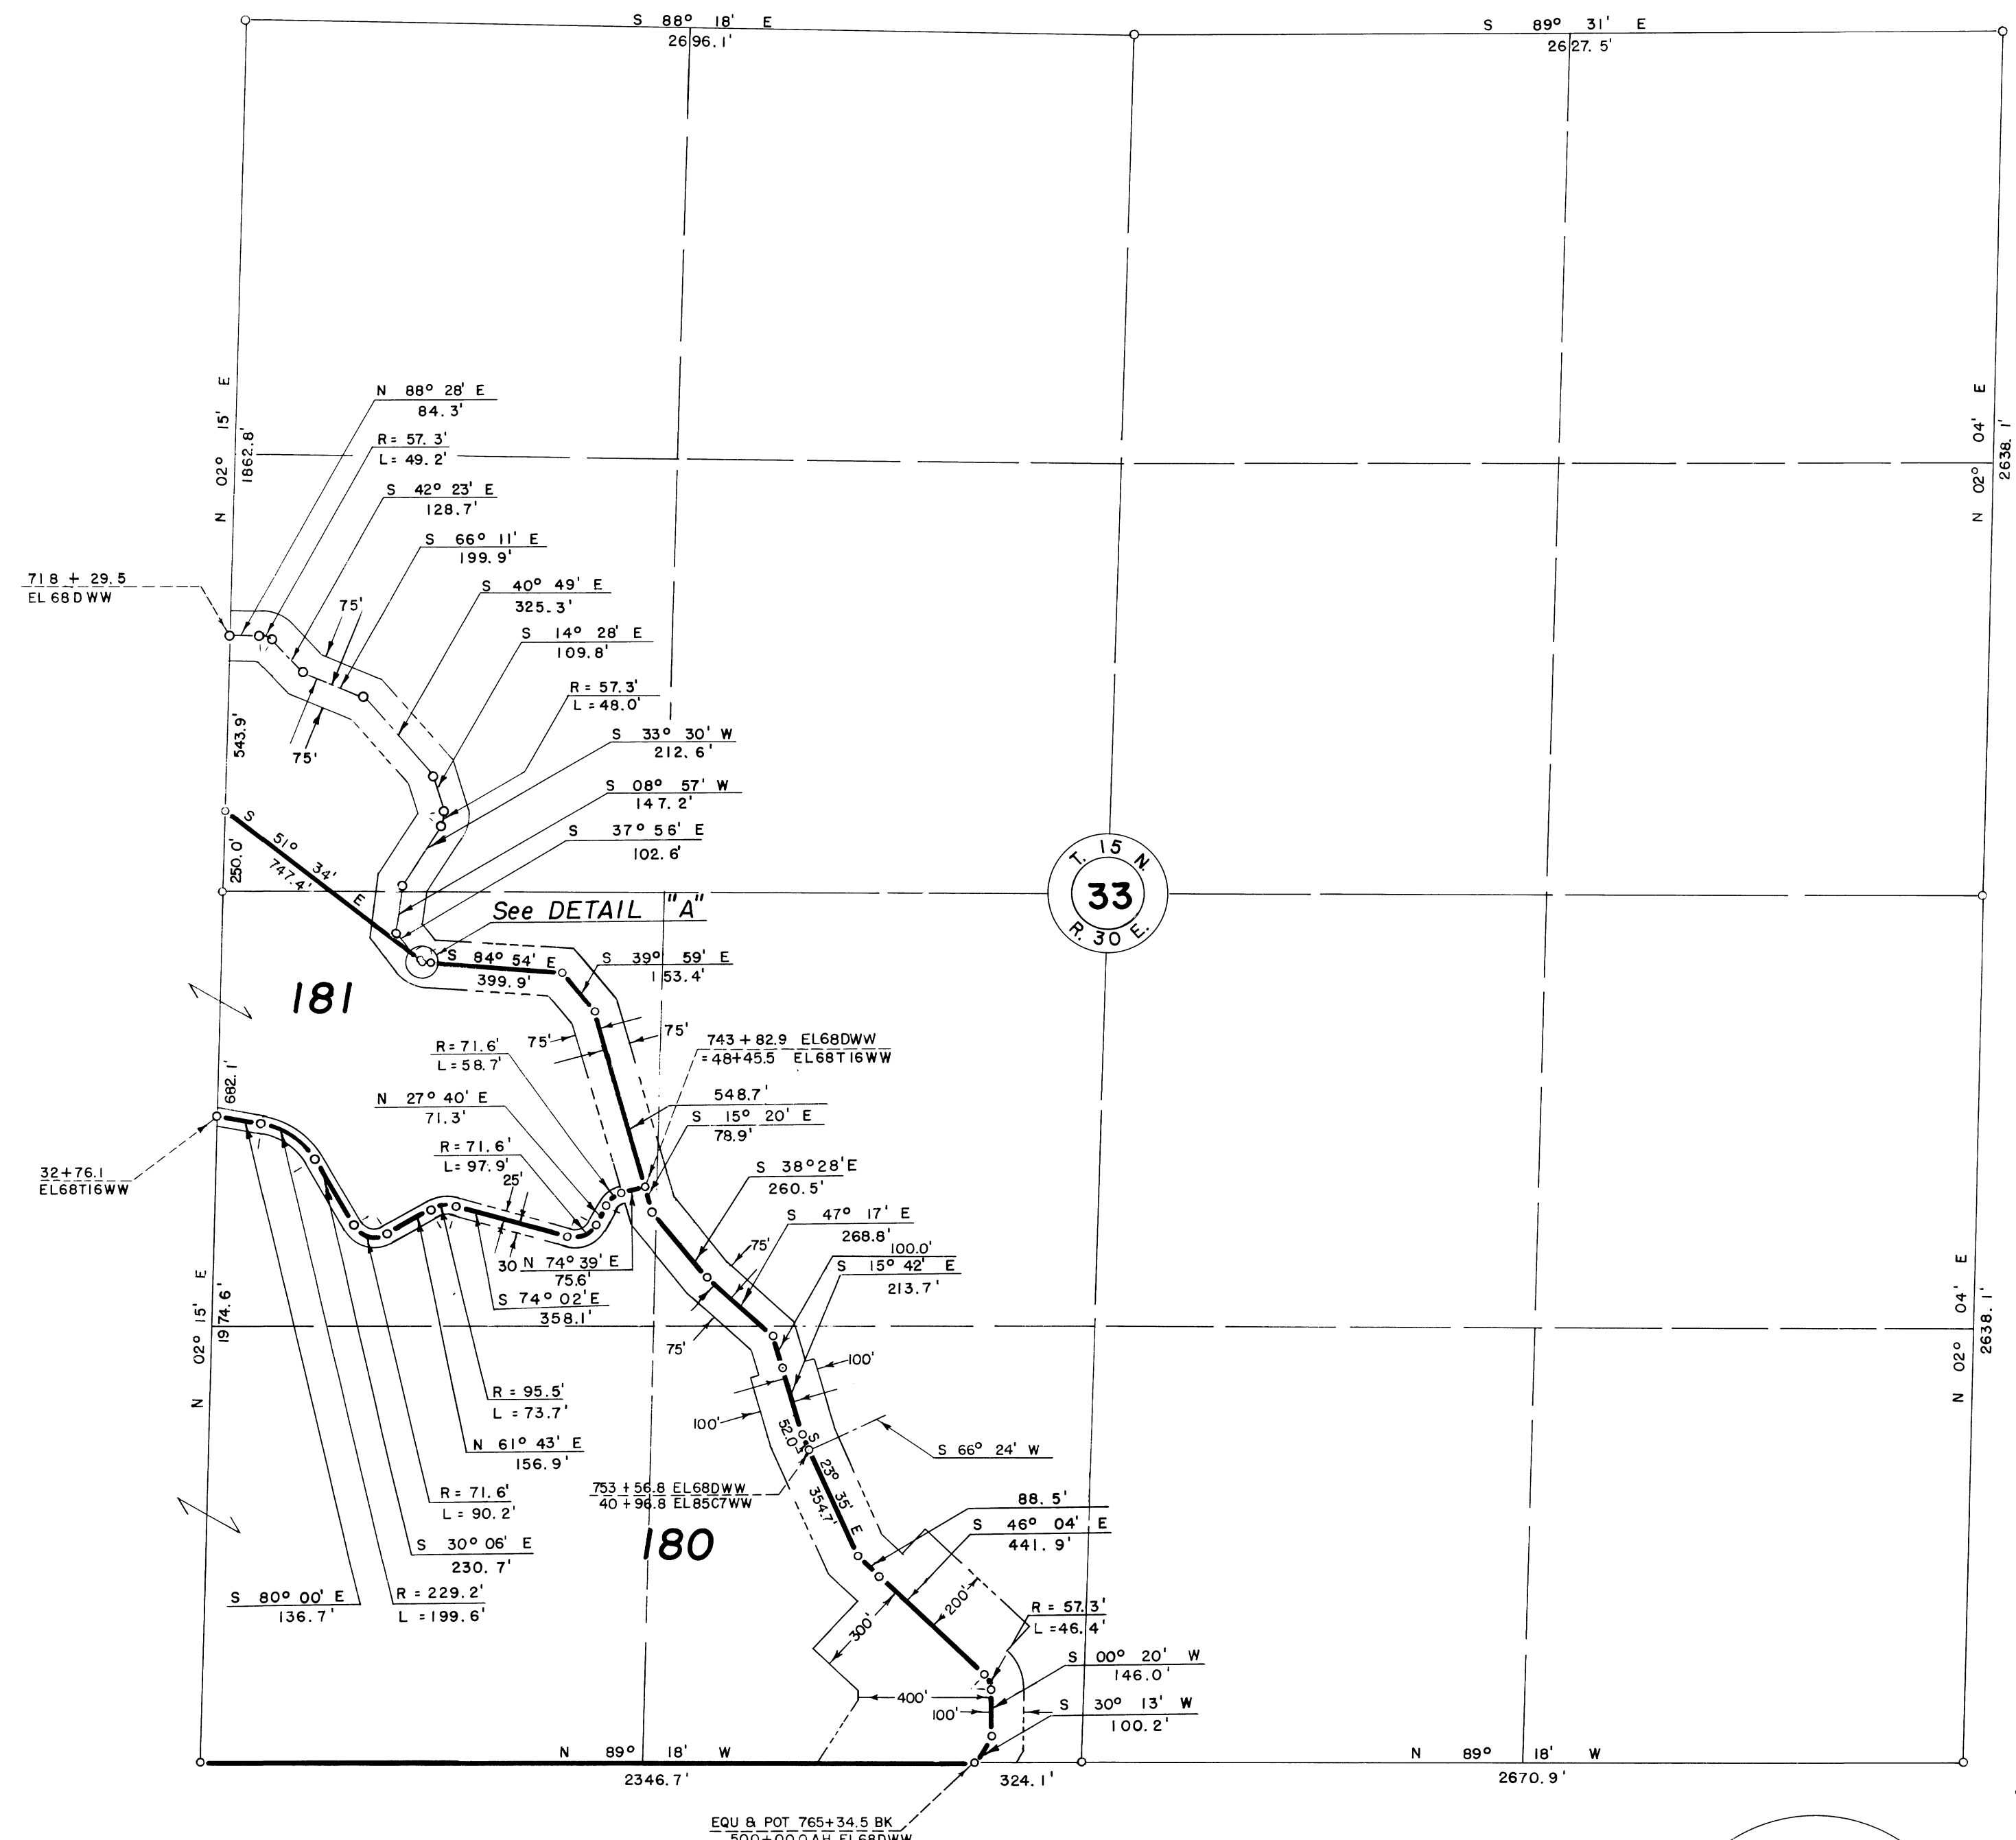 S 88° 18' E
2696.1'
S 89° 31' E
2627.5'
N 02° 15' E
1862.8'
N 02° 04' E
2638.1'
N 88° 28' E
84.3'
R= 57.3'
L= 49.2'
S 42° 23' E
128.7'
S 66° 11' E
199.9'
S 40° 49' E
325.3'
S 14° 28' E
109.8'
R = 57.3'
L = 48.0'
S 33° 30' W
212.6'
S 08° 57' W
147.2'
S 37° 56' E
102.6'
718 + 29.5
EL 68 D WW
75'
75'
543.9'
250.0'
S 51° 34' E
747.4'
See DETAIL "A"
T. 15 N.
33
R. 30 E.
S 84° 54' E
399.9'
S 39° 59' E
153.4'
181
75'
75'
743 + 82.9 EL68DWW
= 48+45.5 EL68T16WW
R=71.6'
L=58.7'
548.7'
S 15° 20' E
78.9'
682.1'
N 27° 40' E
71.3'
R=71.6'
L= 97.9'
25'
S 38° 28' E
260.5'
32+76.1
EL68T16WW
S 47° 17' E
268.8'
75'
100.0'
S 15° 42' E
213.7'
30
N 74° 39' E
75.6'
S 74° 02' E
358.1'
75'
N 02° 15' E
1974.6'
N 02° 04' E
2638.1'
100'
100'
R = 95.5'
L = 73.7'
N 61° 43' E
156.9'
52.0'
S 66° 24' W
R = 71.6'
L = 90.2'
753 + 56.8 EL68DWW
40 + 96.8 EL85C7WW
S 23° 35' E
354.7'
88.5'
S 46° 04' E
441.9'
S 30° 06' E
230.7'
180
S 80° 00' E
136.7'
R = 229.2'
L = 199.6'
200'
300'
R = 57.3'
L = 46.4'
S 00° 20' W
146.0'
400'
100'
S 30° 13' W
100.2'
N 89° 18' W
2346.7'
324.1'
N 89° 18' W
2670.9'
EQU & POT 765+34.5 BK
500+00.0 AH EL68DWW